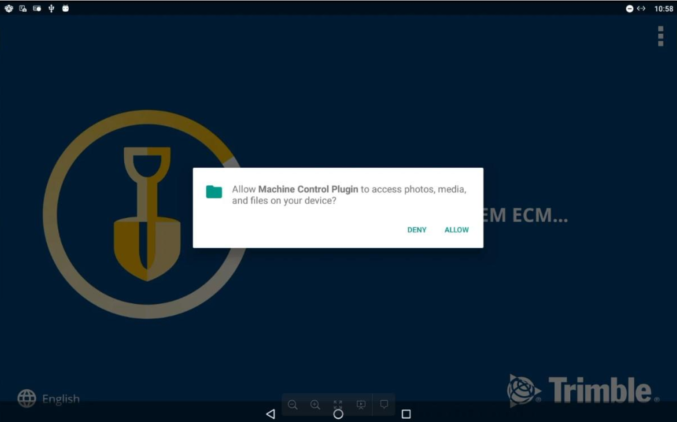 10:58
Allow Machine Control Plugin to access photos, media,
and files on your device?
DENY ALLOW
EM ECM...
English
Trimble